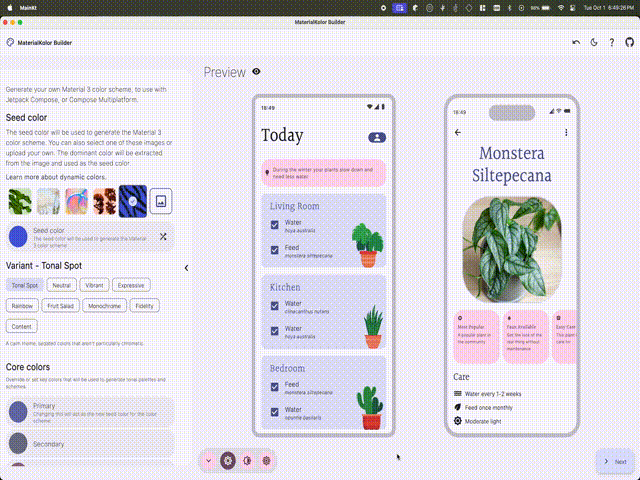 MainKt
90%
Tue Oct 1 6:49:26 PM
MaterialKolor Builder
MaterialKolor Builder
Generate your own Material 3 color scheme, to use with
Jetpack Compose, or Compose Multiplatform.
Seed color
The seed color will be used to generate the Material 3
color scheme. You can also select one of these images or
upload your own. The dominant color will be extracted
from the image and used as the seed color.
Learn more about dynamic colors.
Seed color
The seed color will be used to generate the Material
3 color scheme
Variant - Tonal Spot
Tonal Spot
Neutral
Vibrant
Expressive
Rainbow
Fruit Salad
Monochrome
Fidelity
Content
A calm theme, sedated colors that aren't particularly chromatic.
Core colors
Override or set key colors that will be used to generate tonal palettes and
schemes.
Primary
Changing this will act as the new seed color for the color
scheme
Secondary
Preview
18:49
Today
During the winter your plants slow down and
need less water
Living Room
Water
hoya australis
Feed
monstera siltepecana
Kitchen
Water
Water
hoya australis
Bedroom
Feed
monstera siltepecana
Water
18:49
Monstera
Siltepecana
Most Popular
A popular plant in
the community
Faux Available
Get the look of the
real thing without
maintenance
Easy Care
This
care for
Care
Water every 1-2 weeks
Feed once monthly
Moderate light
Next